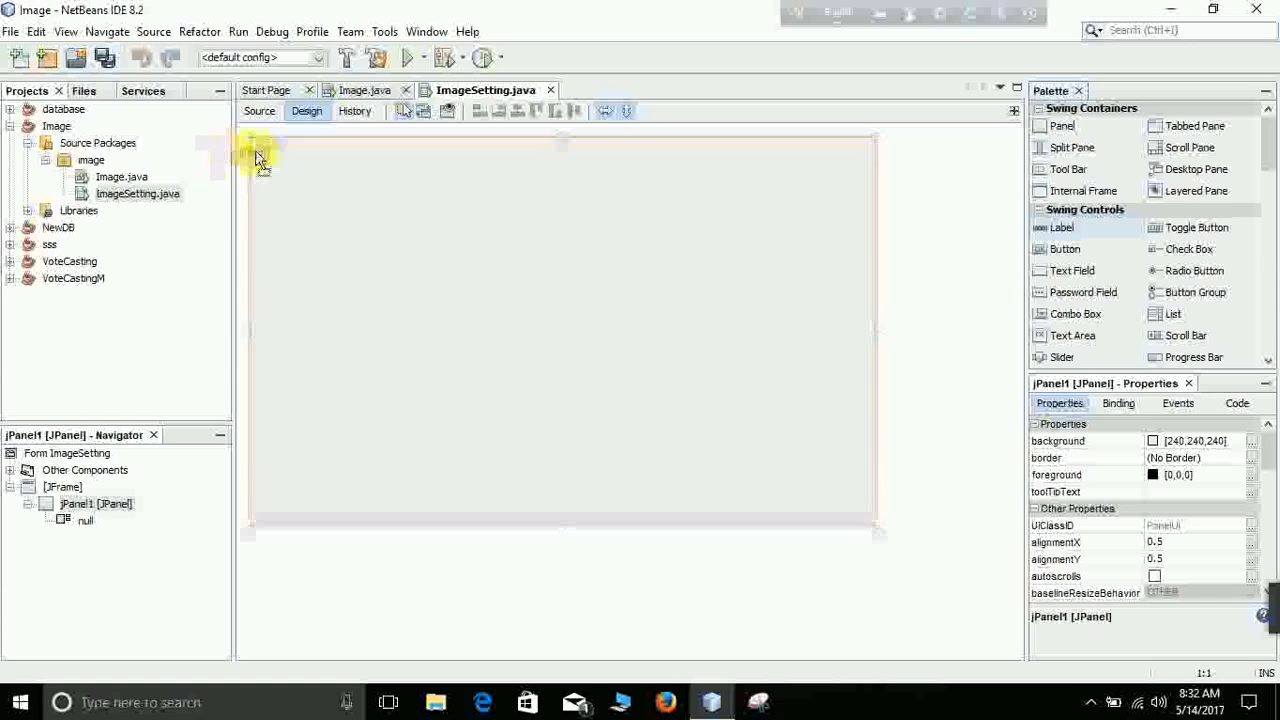 Image - NetBeans IDE 8.2
English
File Edit View Navigate Source Refactor Run Debug Profile Team Tools Window Help
Search (Ctrl+I)
<default config>
Projects Files Services
Start Page Image.java ImageSetting.java
Palette
Source Design History
database
Image
Source Packages
image
Image.java
ImageSetting.java
Libraries
NewDB
sss
VoteCasting
VoteCastingM
Swing Containers
Panel Tabbed Pane
Split Pane Scroll Pane
Tool Bar Desktop Pane
Internal Frame Layered Pane
Swing Controls
Label Toggle Button
Button Check Box
Text Field Radio Button
Password Field Button Group
Combo Box List
Text Area Scroll Bar
Slider Progress Bar
jPanel1 [JPanel] - Properties
Properties Binding Events Code
Properties
background [240,240,240]
border (No Border)
foreground [0,0,0]
toolTipText
Other Properties
UIClassID PanelUI
alignmentX 0.5
alignmentY 0.5
autoscrolls
baselineResizeBehavior
jPanel1 [JPanel]
jPanel1 [JPanel] - Navigator
Form ImageSetting
Other Components
[JFrame]
jPanel1 [JPanel]
null
1:1 INS
Type here to search
1
8:32 AM
5/14/2017